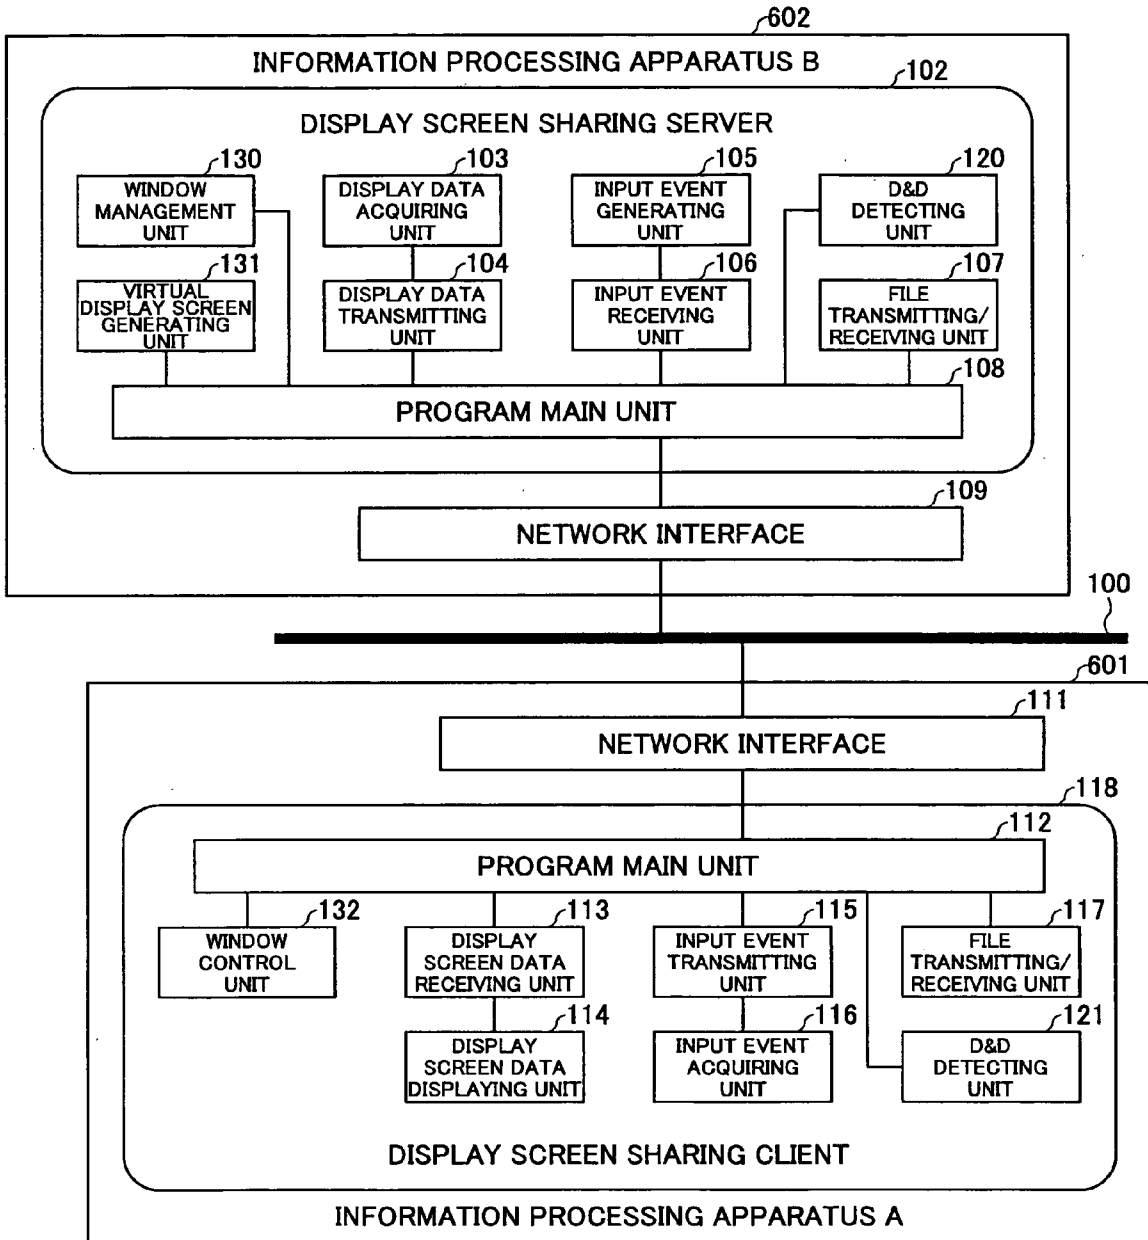 602
INFORMATION PROCESSING APPARATUS B
102
DISPLAY SCREEN SHARING SERVER
130
WINDOW
MANAGEMENT
UNIT
103
DISPLAY DATA
ACQUIRING
UNIT
105
INPUT EVENT
GENERATING
UNIT
120
D&D
DETECTING
UNIT
131
VIRTUAL
DISPLAY SCREEN
GENERATING
UNIT
104
DISPLAY DATA
TRANSMITTING
UNIT
106
INPUT EVENT
RECEIVING
UNIT
107
FILE
TRANSMITTING/
RECEIVING UNIT
108
PROGRAM MAIN UNIT
109
NETWORK INTERFACE
100
601
111
NETWORK INTERFACE
118
112
PROGRAM MAIN UNIT
132
WINDOW
CONTROL
UNIT
113
DISPLAY
SCREEN DATA
RECEIVING UNIT
115
INPUT EVENT
TRANSMITTING
UNIT
117
FILE
TRANSMITTING/
RECEIVING UNIT
114
DISPLAY
SCREEN DATA
DISPLAYING UNIT
116
INPUT EVENT
ACQUIRING
UNIT
121
D&D
DETECTING
UNIT
DISPLAY SCREEN SHARING CLIENT
INFORMATION PROCESSING APPARATUS A